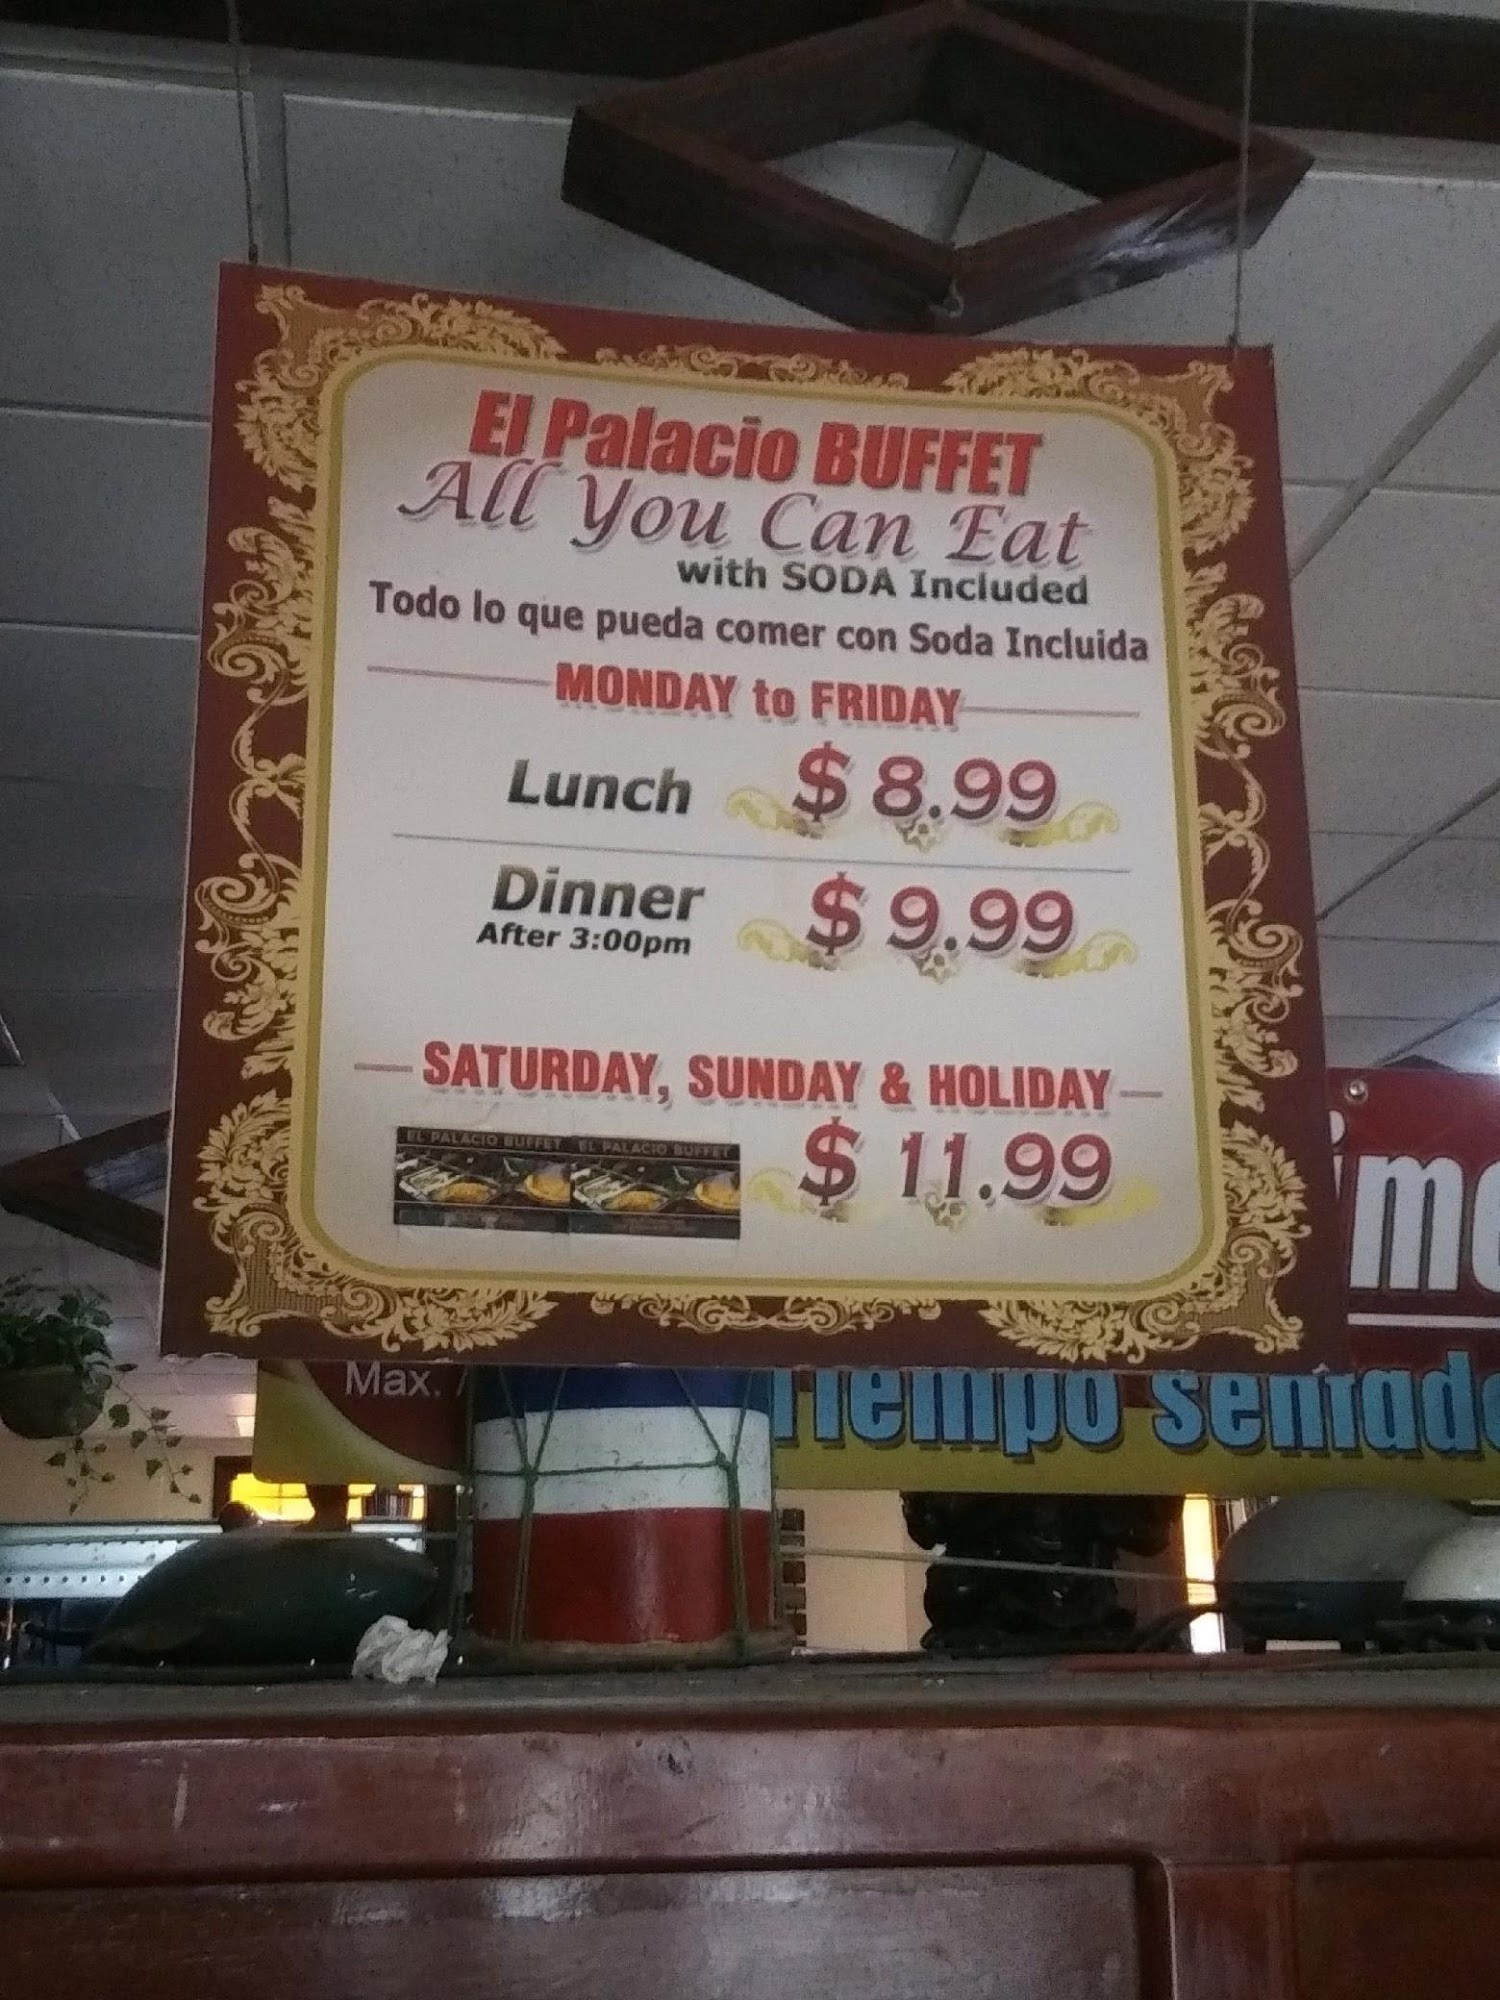 El Palacio BUFFET
All You Can Eat
with SODA Included
Todo lo que pueda comer con Soda Incluida
MONDAY to FRIDAY
Lunch $ 8.99
Dinner $ 9.99
After 3:00pm
SATURDAY, SUNDAY & HOLIDAY
EL PALACIO BUFFET EL PALACIO BUFFET
$ 11.99
Max.
Tiempo sentado